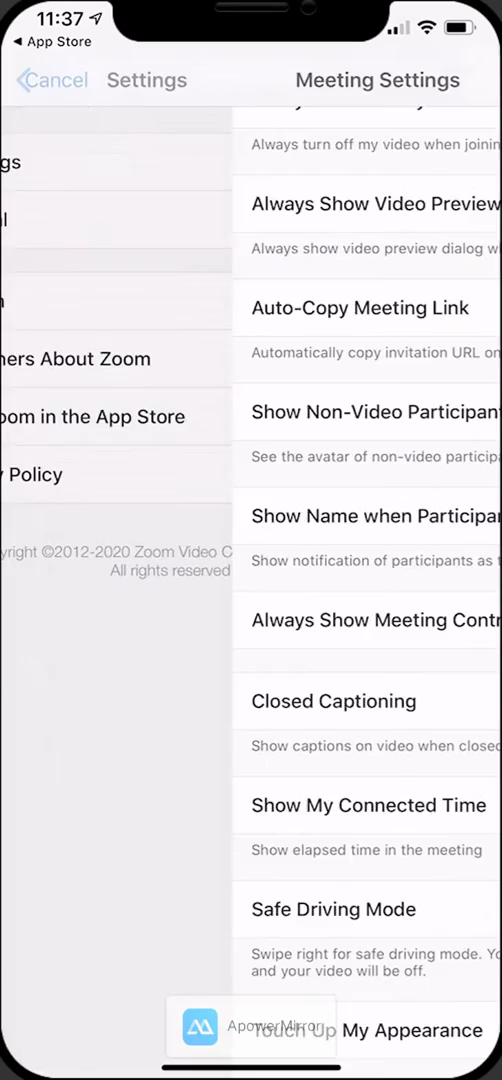 11:37
App Store
Cancel
Settings
Meeting Settings
gs
Always turn off my video when joinin
Always Show Video Preview
Always show video preview dialog w
Auto-Copy Meeting Link
ners About Zoom
Automatically copy invitation URL on
oom in the App Store
Show Non-Video Participan
Policy
See the avatar of non-video particip
Show Name when Participa
yright ©2012-2020 Zoom Video C
All rights reserved
Show notification of participants as t
Always Show Meeting Contr
Closed Captioning
Show captions on video when closed
Show My Connected Time
Show elapsed time in the meeting
Safe Driving Mode
Swipe right for safe driving mode. Yo
and your video will be off.
ApowerMirror
Touch Up My Appearance